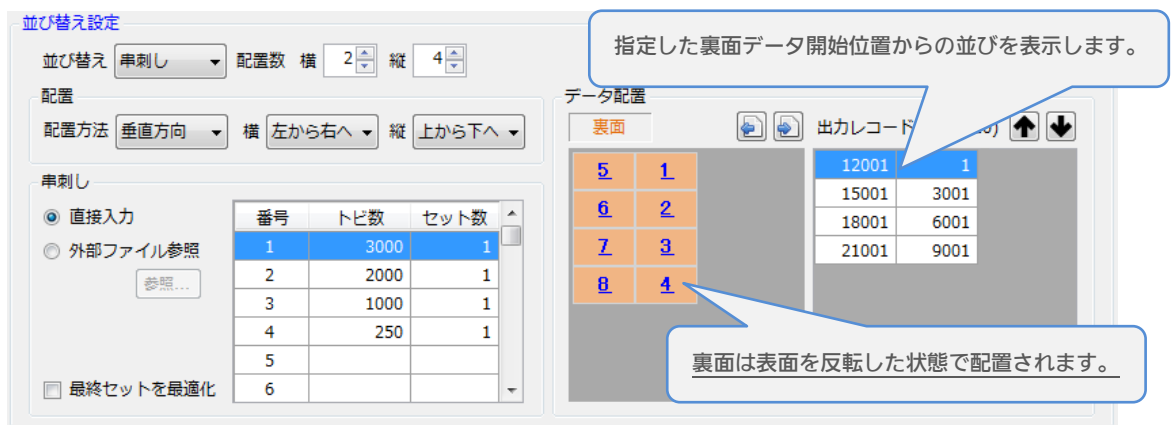 並び替え設定
指定した裏面データ開始位置からの並びを表示します。
並び替え 串刺し 配置数 横 2 縦 4
配置
配置方法 垂直方向 横 左から右へ 縦 上から下へ
串刺し
直接入力
外部ファイル参照
参照...
最終セットを最適化
番号 トビ数 セット数
1 3000 1
2 2000 1
3 1000 1
4 250 1
5
6
データ配置
裏面
出力レコード
5 1
6 2
7 3
8 4
12001 1
15001 3001
18001 6001
21001 9001
裏面は表面を反転した状態で配置されます。